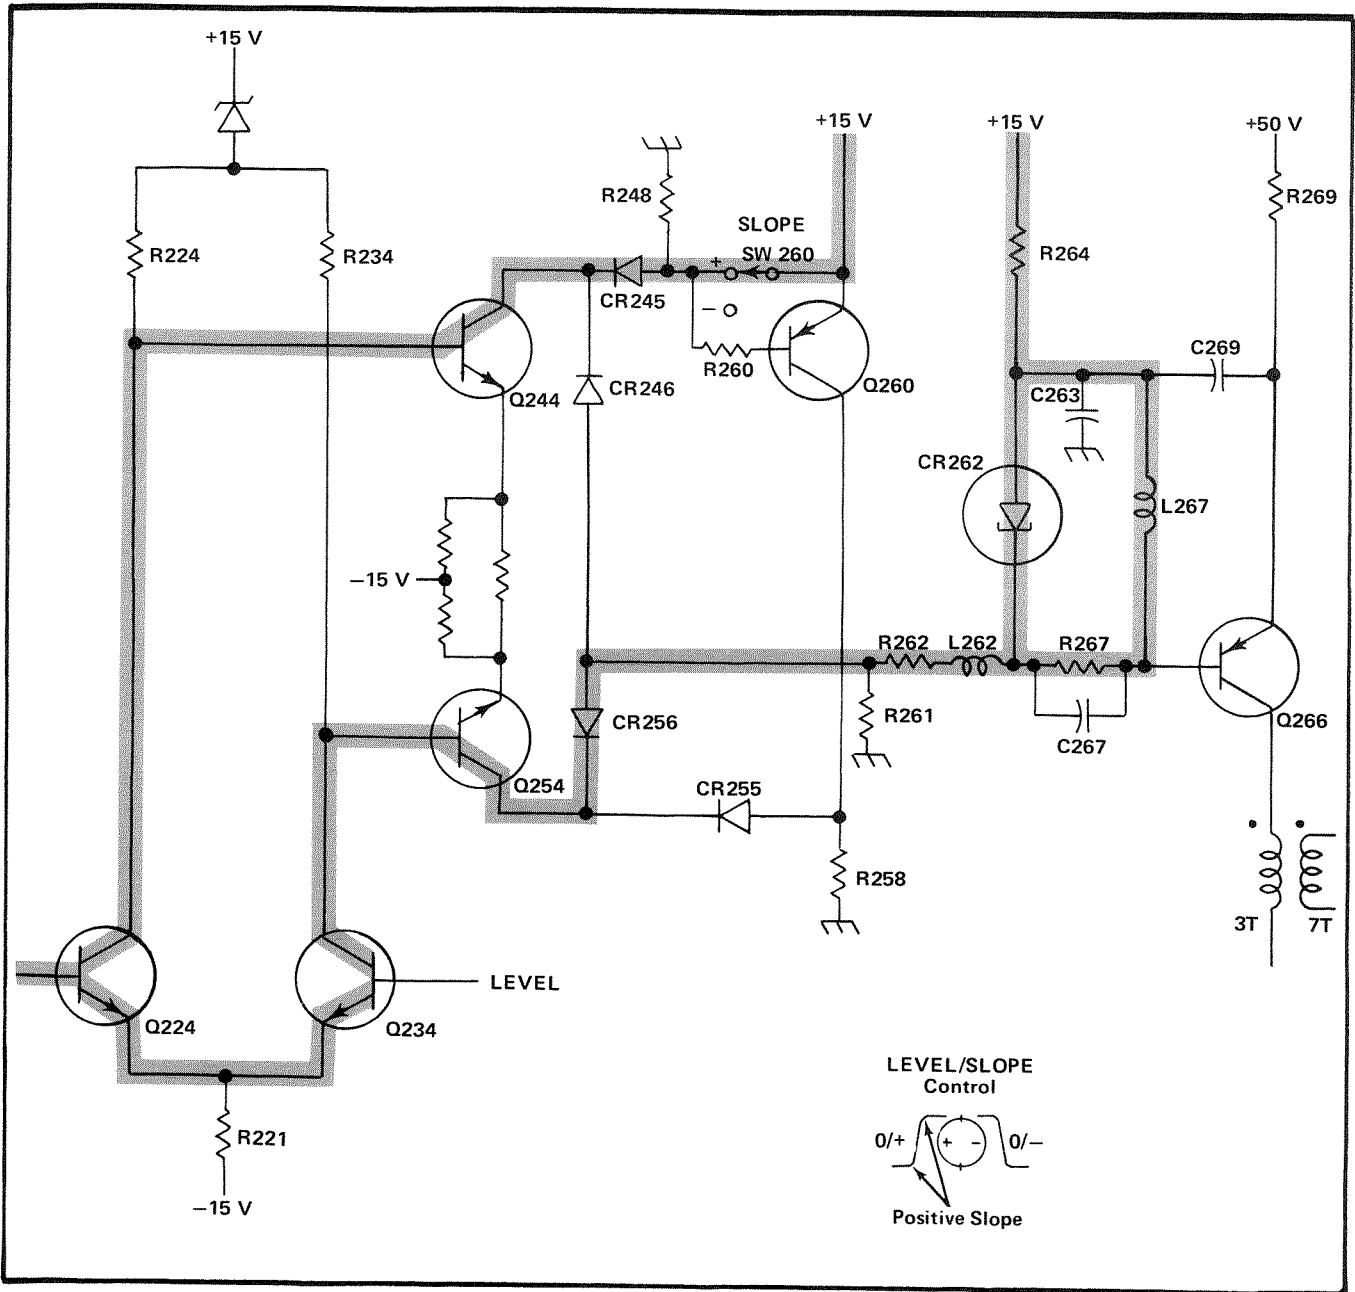 +15 V
+15 V
+15 V
+50 V
R248
SLOPE
SW 260
R269
R224
R234
R264
+
CR245
−
R260
C269
Q260
CR246
Q244
C263
CR262
L267
−15 V
R262
L262
R267
CR256
R261
Q266
C267
Q254
CR255
R258
3T
7T
LEVEL
Q224
Q234
LEVEL/SLOPE
Control
0/+
+
−
0/−
R221
−15 V
Positive Slope